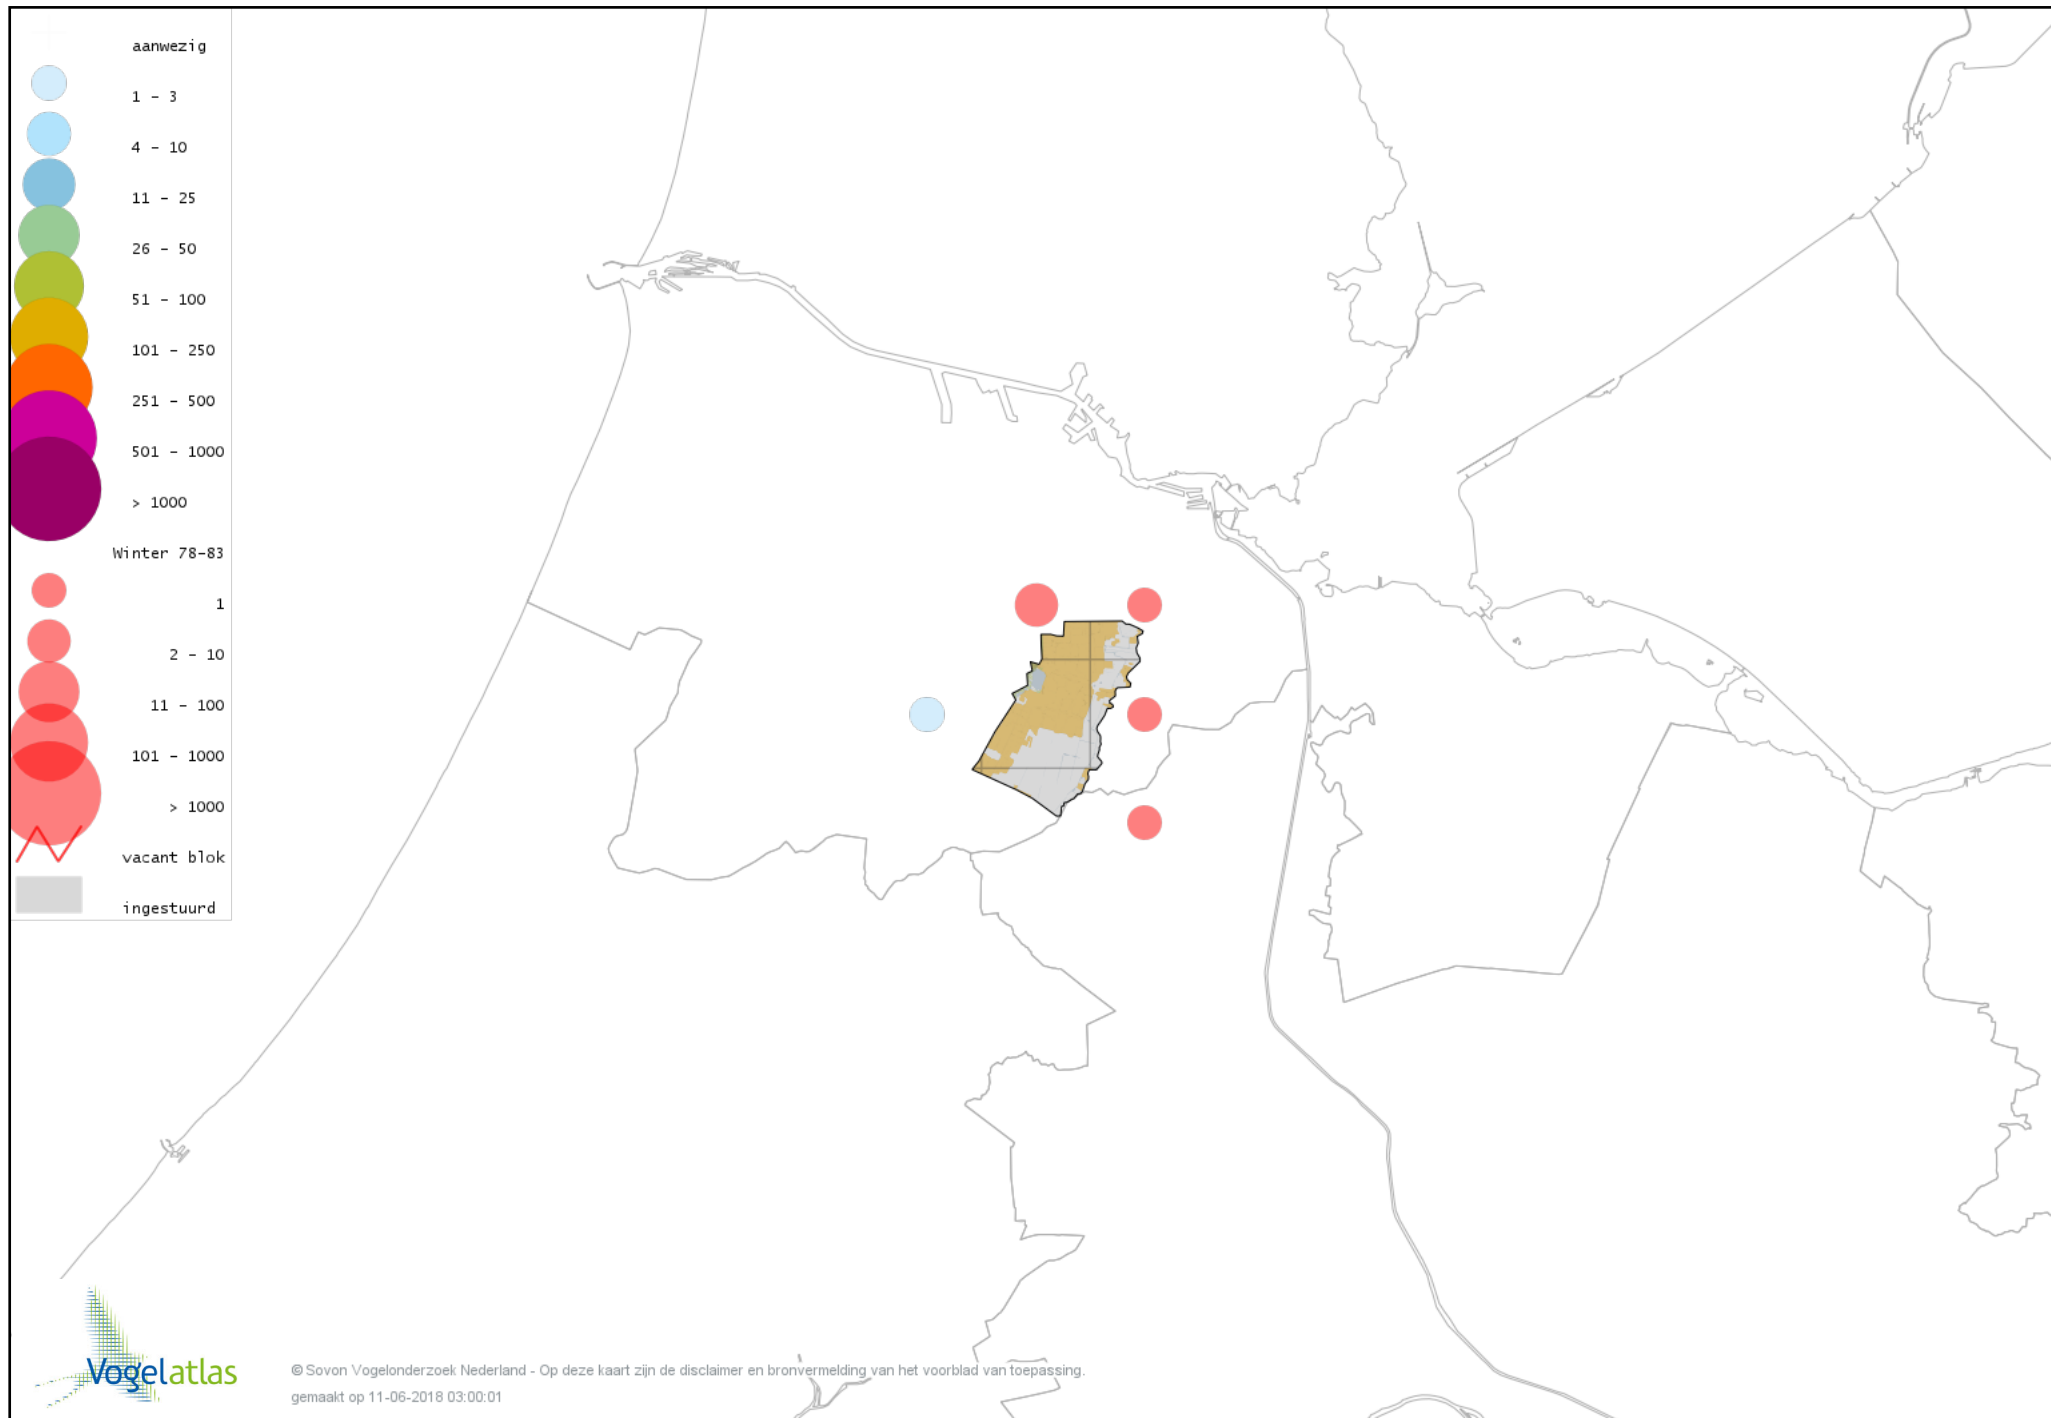 aanwezig
1 - 3
4 - 10
11 - 25
26 - 50
51 - 100
101 - 250
251 - 500
501 - 1000
> 1000
Winter 78-83
1
2 - 10
11 - 100
101 - 1000
> 1000
vacant blok
ingestuurd
Vogelatlas
© Sovon Vogelonderzoek Nederland - Op deze kaart zijn de disclaimer en bronvermelding van het voorblad van toepassing.
gemaakt op 11-06-2018 03:00:01